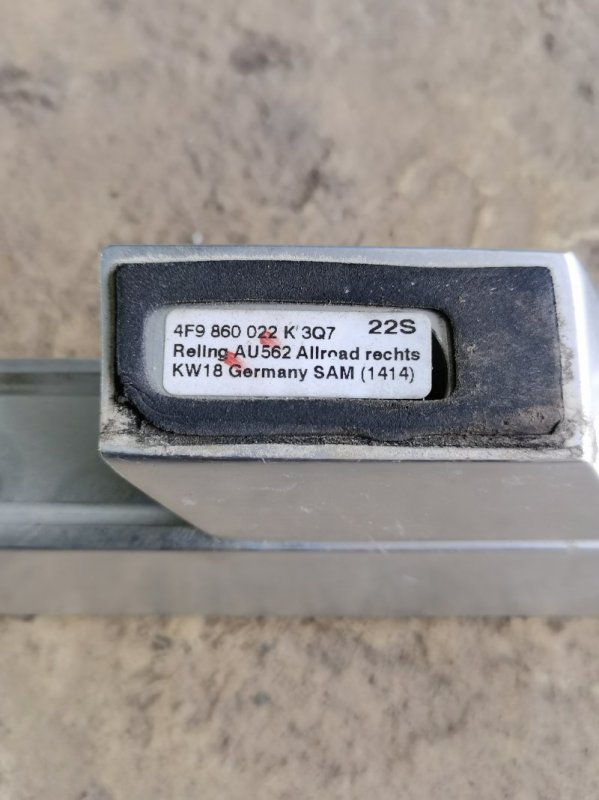 4F9 860 022 K 3Q7 22S
Reling AU562 Allroad rechts
KW18 Germany SAM (1414)